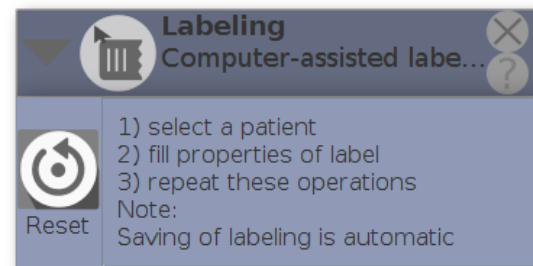 Labeling
Computer-assisted labe...
?
Reset
1) select a patient
2) fill properties of label
3) repeat these operations
Note:
Saving of labeling is automatic